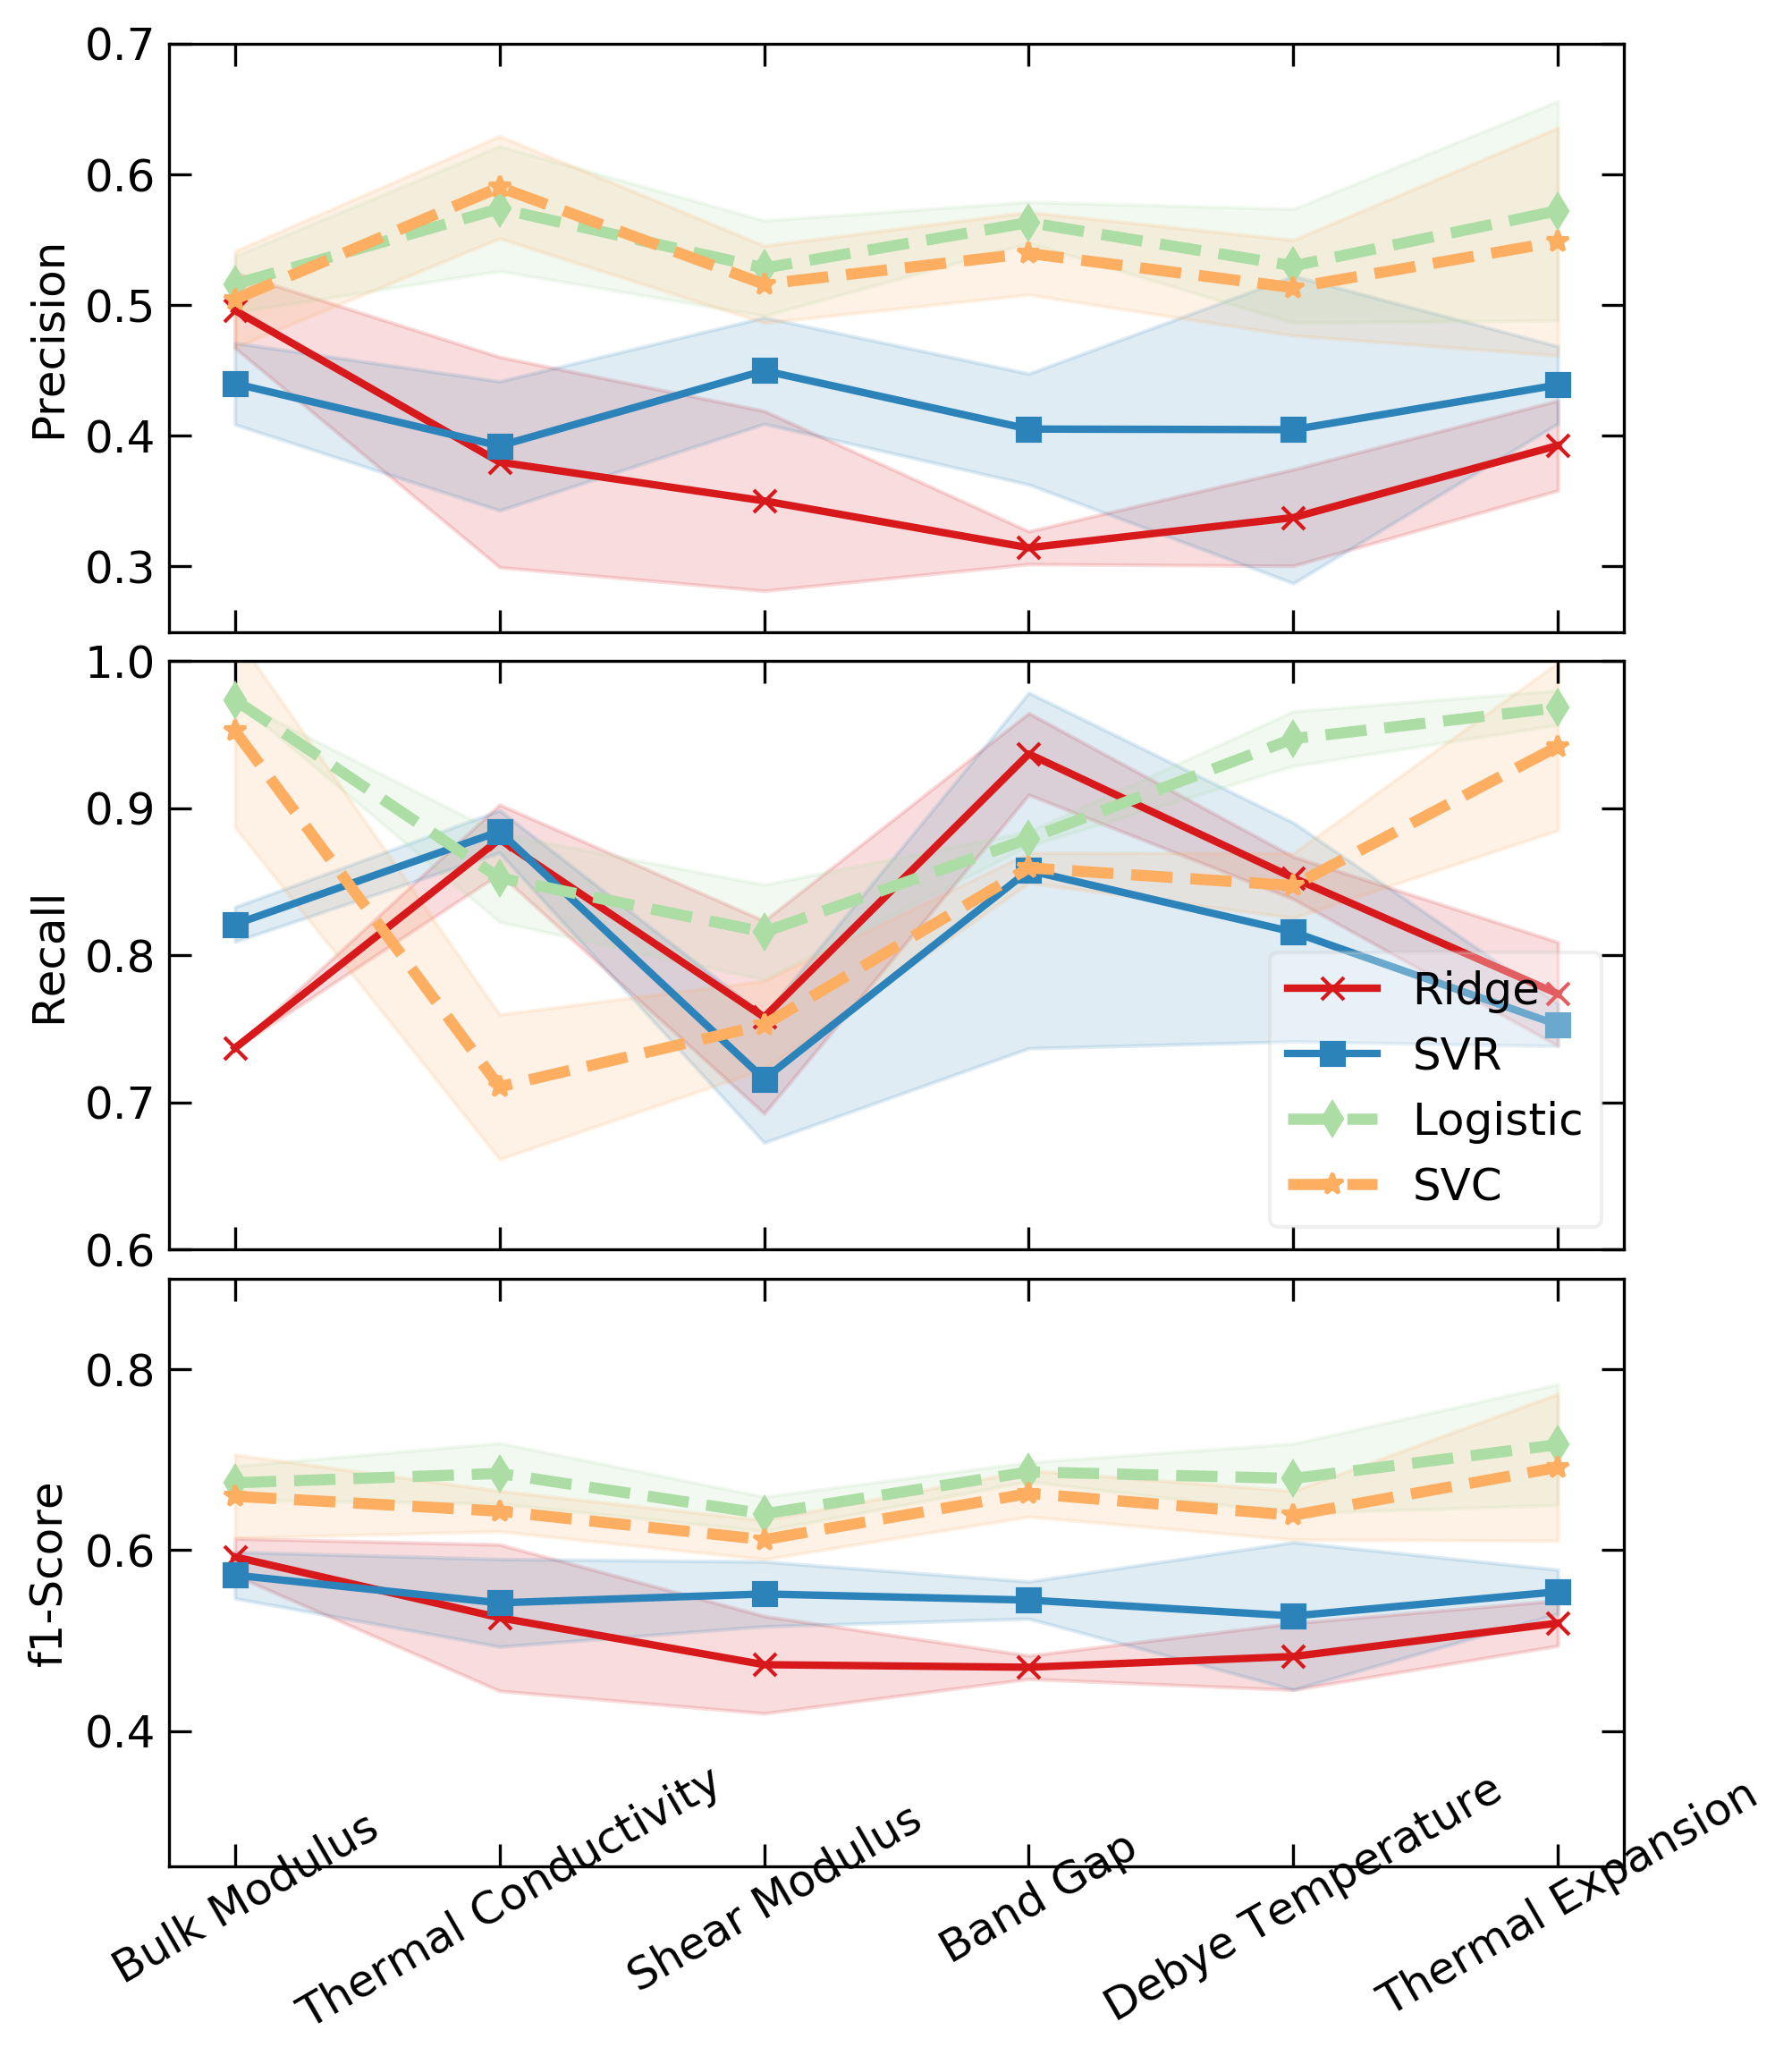 0.7
0.6
0.5
0.4
0.3
Precision
1.0
0.9
0.8
0.7
0.6
Recall
Ridge
SVR
Logistic
SVC
0.8
0.6
0.4
f1-Score
Bulk Modulus
Thermal Conductivity
Shear Modulus
Band Gap
Debye Temperature
Thermal Expansion